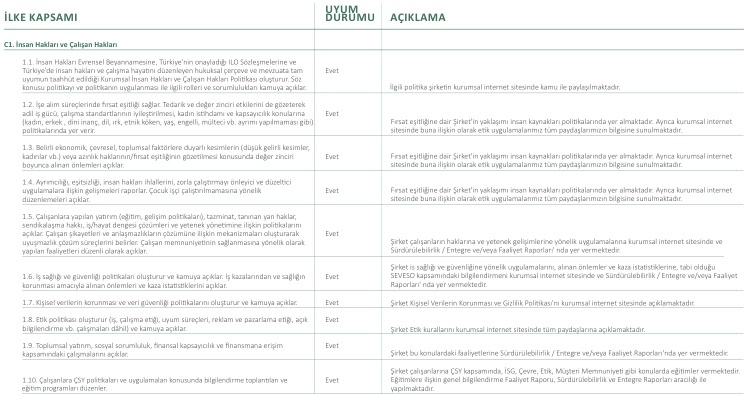 İLKE KAPSAMI
UYUM
DURUMU
AÇIKLAMA
C1. İnsan Hakları ve Çalışan Hakları
1.1. İnsan Hakları Evrensel Beyannamesine, Türkiye'nin onayladığı ILO Sözleşmelerine ve
Türkiye'de insan hakları ve çalışma hayatını düzenleyen hukuksal çerçeve ve mevzuata tam
uyumun taahhüt edildiği Kurumsal İnsan Hakları ve Çalışan Hakları Politikası oluşturur. Söz
konusu politikayı ve politikanın uygulanması ile ilgili rolleri ve sorumlulukları kamuya açıklar.
Evet
İlgili politika şirketin kurumsal internet sitesinde kamu ile paylaşılmaktadır.
1.2. İşe alım süreçlerinde fırsat eşitliği sağlar. Tedarik ve değer zinciri etkilerini de gözeterek
adil iş gücü, çalışma standartlarının iyileştirilmesi, kadın istihdamı ve kapsayıcılık konularına
(kadın, erkek , dini inanç, dil, ırk, etnik köken, yaş, engelli, mülteci vb. ayrımı yapılmaması gibi)
politikalarında yer verir.
Evet
Fırsat eşitliğine dair Şirket'in yaklaşımı insan kaynakları politikalarında yer almaktadır. Ayrıca kurumsal internet
sitesinde buna ilişkin olarak etik uygulamalarımız tüm paydaşlarımızın bilgisine sunulmaktadır.
1.3. Belirli ekonomik, çevresel, toplumsal faktörlere duyarlı kesimlerin (düşük gelirli kesimler,
kadınlar vb.) veya azınlık haklarının/fırsat eşitliğinin gözetilmesi konusunda değer zinciri
boyunca alınan önlemleri açıklar.
Evet
Fırsat eşitliğine dair Şirket'in yaklaşımı insan kaynakları politikalarında yer almaktadır. Ayrıca kurumsal internet
sitesinde buna ilişkin olarak etik uygulamalarımız tüm paydaşlarımızın bilgisine sunulmaktadır.
1.4. Ayrımcılığı, eşitsizliği, insan hakları ihlallerini, zorla çalıştırmayı önleyici ve düzeltici
uygulamalara ilişkin gelişmeleri raporlar. Çocuk işçi çalıştırılmamasına yönelik
düzenlemeleri açıklar.
Evet
Fırsat eşitliğine dair Şirket'in yaklaşımı insan kaynakları politikalarında yer almaktadır. Ayrıca kurumsal internet
sitesinde buna ilişkin olarak etik uygulamalarımız tüm paydaşlarımızın bilgisine sunulmaktadır.
1.5. Çalışanlara yapılan yatırım (eğitim, gelişim politikaları), tazminat, tanınan yan haklar,
sendikalaşma hakkı, iş/hayat dengesi çözümleri ve yetenek yönetimine ilişkin politikalarını
açıklar. Çalışan şikayetleri ve anlaşmazlıkların çözümüne ilişkin mekanizmaları oluşturarak
uyuşmazlık çözüm süreçlerini belirler. Çalışan memnuniyetinin sağlanmasına yönelik olarak
yapılan faaliyetleri düzenli olarak açıklar.
Evet
Şirket çalışanların haklarına ve yetenek gelişimlerine yönelik uygulamalarına kurumsal internet sitesinde ve
Sürdürülebilirlik / Entegre ve/veya Faaliyet Raporları' nda yer vermektedir.
1.6. İş sağlığı ve güvenliği politikaları oluşturur ve kamuya açıklar. İş kazalarından ve sağlığın
korunması amacıyla alınan önlemleri ve kaza istatistiklerini açıklar.
Evet
Şirket is sağlığı ve güvenliğine yönelik uygulamalarını, alınan önlemler ve kaza istatistiklerine, tabi olduğu
SEVESO kapsamındaki bilgilendirmeni kurumsal internet sitesinde ve Sürdürülebilirlik / Entegre ve/veya Faaliyet
Raporları' nda yer vermektedir.
1.7. Kişisel verilerin korunması ve veri güvenliği politikalarını oluşturur ve kamuya açıklar.
Evet
Şirket Kişisel Verilerin Korunması ve Gizlilik Politikası'nı kurumsal internet sitesinde açıklamaktadır.
1.8. Etik politikası oluşturur (iş, çalışma etiği, uyum süreçleri, reklam ve pazarlama etiği, açık
bilgilendirme vb. çalışmaları dâhil) ve kamuya açıklar.
Evet
Şirket Etik kurallarını kurumsal internet sitesinde tüm paydaşlarına açıklamaktadır.
1.9. Toplumsal yatırım, sosyal sorumluluk, finansal kapsayıcılık ve finansmana erişim
kapsamındaki çalışmalarını açıklar.
Evet
Şirket bu konulardaki faaliyetlerine Sürdürülebilirlik / Entegre ve/veya Faaliyet Raporları'nda yer vermektedir.
1.10. Çalışanlara ÇSY politikaları ve uygulamaları konusunda bilgilendirme toplantıları ve
eğitim programları düzenler.
Evet
Şirket çalışanlarına ÇSY kapsamında, İSG, Çevre, Etik, Müşteri Memnuniyeti gibi konularda eğitimler vermektedir.
Eğitimlere ilişkin genel bilgilendirme Faaliyet Raporu, Sürdürülebilirlik ve Entegre Raporları aracılığı ile
yapılmaktadır.